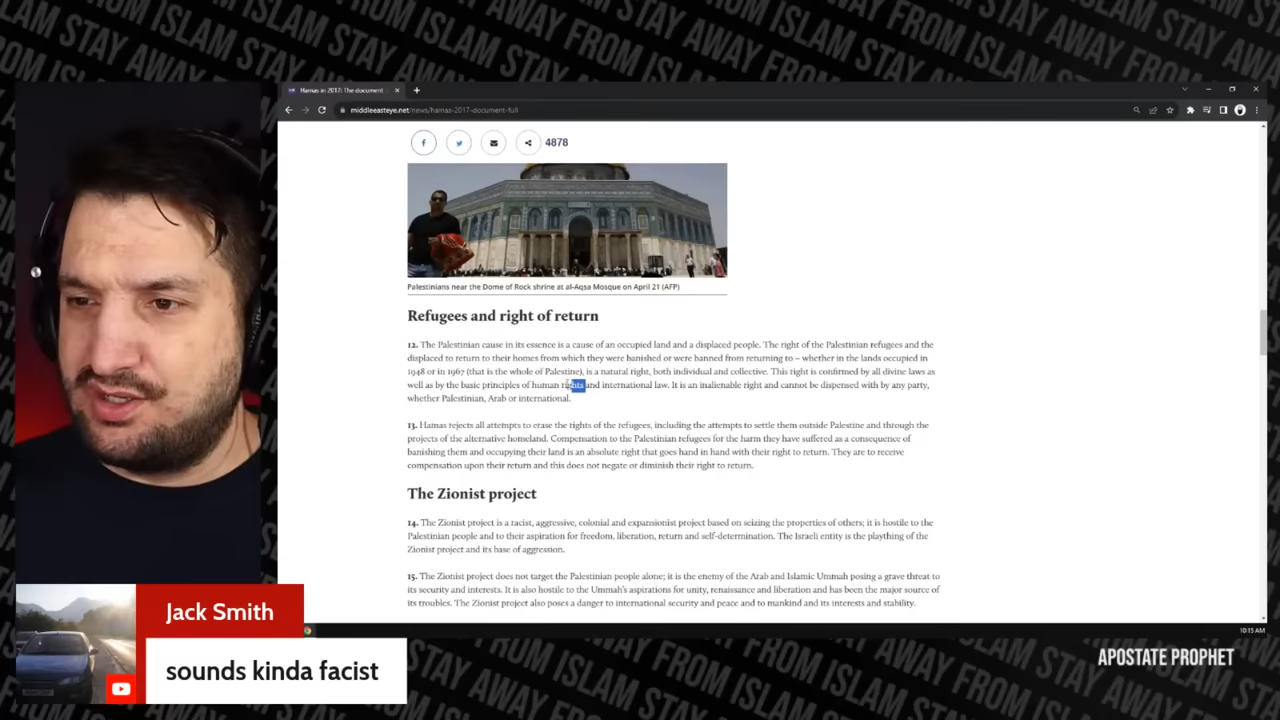 STAY AWAY FROM ISLAM
Hamas in 2017: The document
middleeasteye.net/news/hamas-2017-document-full
4878
Palestinians near the Dome of Rock shrine at al-Aqsa Mosque on April 21 (AFP)
Refugees and right of return
12. The Palestinian cause in its essence is a cause of an occupied land and a displaced people. The right of the Palestinian refugees and the
displaced to return to their homes from which they were banished or were banned from returning to – whether in the lands occupied in
1948 or in 1967 (that is the whole of Palestine), is a natural right, both individual and collective. This right is confirmed by all divine laws as
well as by the basic principles of human rights and international law. It is an inalienable right and cannot be dispensed with by any party,
whether Palestinian, Arab or international.
13. Hamas rejects all attempts to erase the rights of the refugees, including the attempts to settle them outside Palestine and through the
projects of the alternative homeland. Compensation to the Palestinian refugees for the harm they have suffered as a consequence of
banishing them and occupying their land is an absolute right that goes hand in hand with their right to return. They are to receive
compensation upon their return and this does not negate or diminish their right to return.
The Zionist project
14. The Zionist project is a racist, aggressive, colonial and expansionist project based on seizing the properties of others; it is hostile to the
Palestinian people and to their aspiration for freedom, liberation, return and self-determination. The Israeli entity is the plaything of the
Zionist project and its base of aggression.
15. The Zionist project does not target the Palestinian people alone; it is the enemy of the Arab and Islamic Ummah posing a grave threat to
its security and interests. It is also hostile to the Ummah's aspirations for unity, renaissance and liberation and has been the major source of
its troubles. The Zionist project also poses a danger to international security and peace and to mankind and its interests and stability.
10:15 AM
Jack Smith
sounds kinda facist
APOSTATE PROPHET